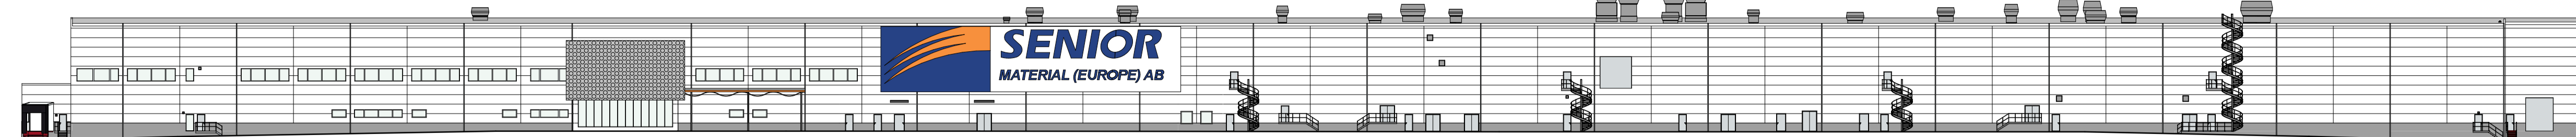 SENIOR
MATERIAL (EUROPE) AB